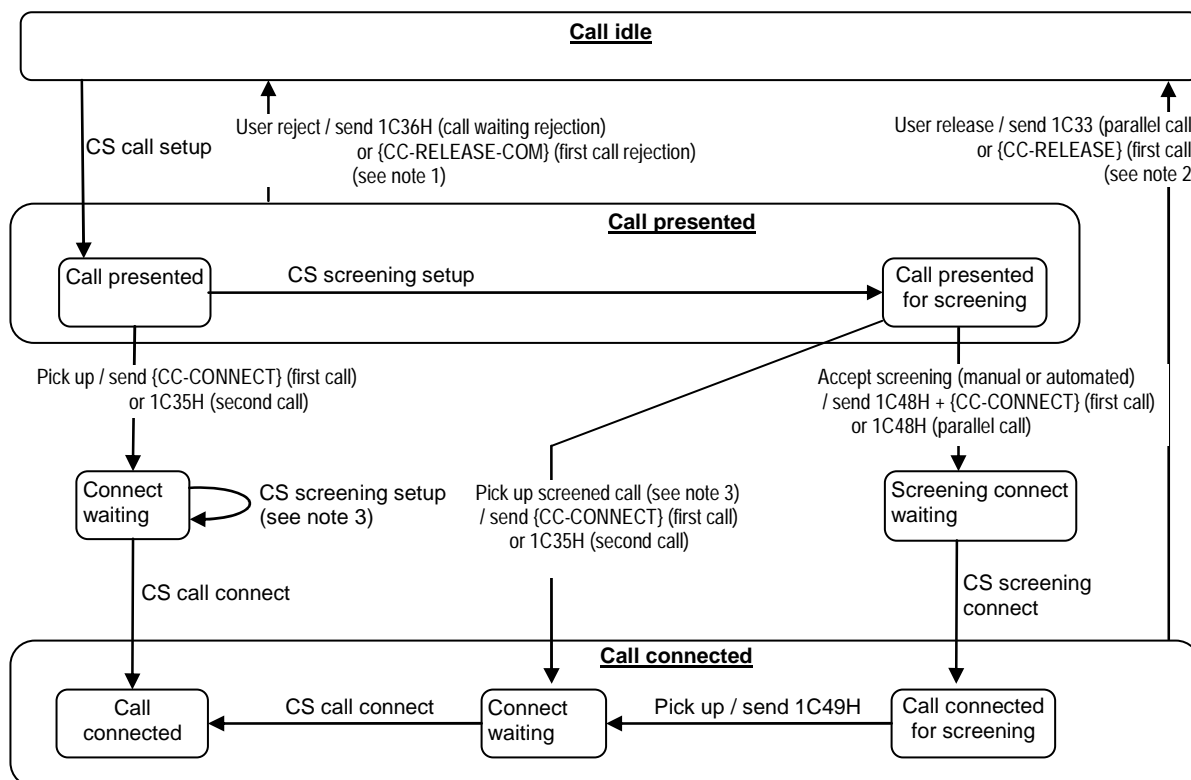 Call idle
CS call setup
User reject / send 1C36H (call waiting rejection)
or {CC-RELEASE-COM} (first call rejection)
(see note 1)
User release / send 1C33 (parallel call
or {CC-RELEASE} (first call
(see note 2
Call presented
Call presented
CS screening setup
Call presented
for screening
Pick up / send {CC-CONNECT} (first call)
or 1C35H (second call)
Accept screening (manual or automated)
/ send 1C48H + {CC-CONNECT} (first call)
or 1C48H (parallel call)
Connect
waiting
CS screening setup
(see note 3)
Pick up screened call (see note 3)
/ send {CC-CONNECT} (first call)
or 1C35H (second call)
Screening connect
waiting
CS call connect
CS screening
connect
Call connected
Call
connected
CS call connect
Connect
waiting
Pick up / send 1C49H
Call connected
for screening